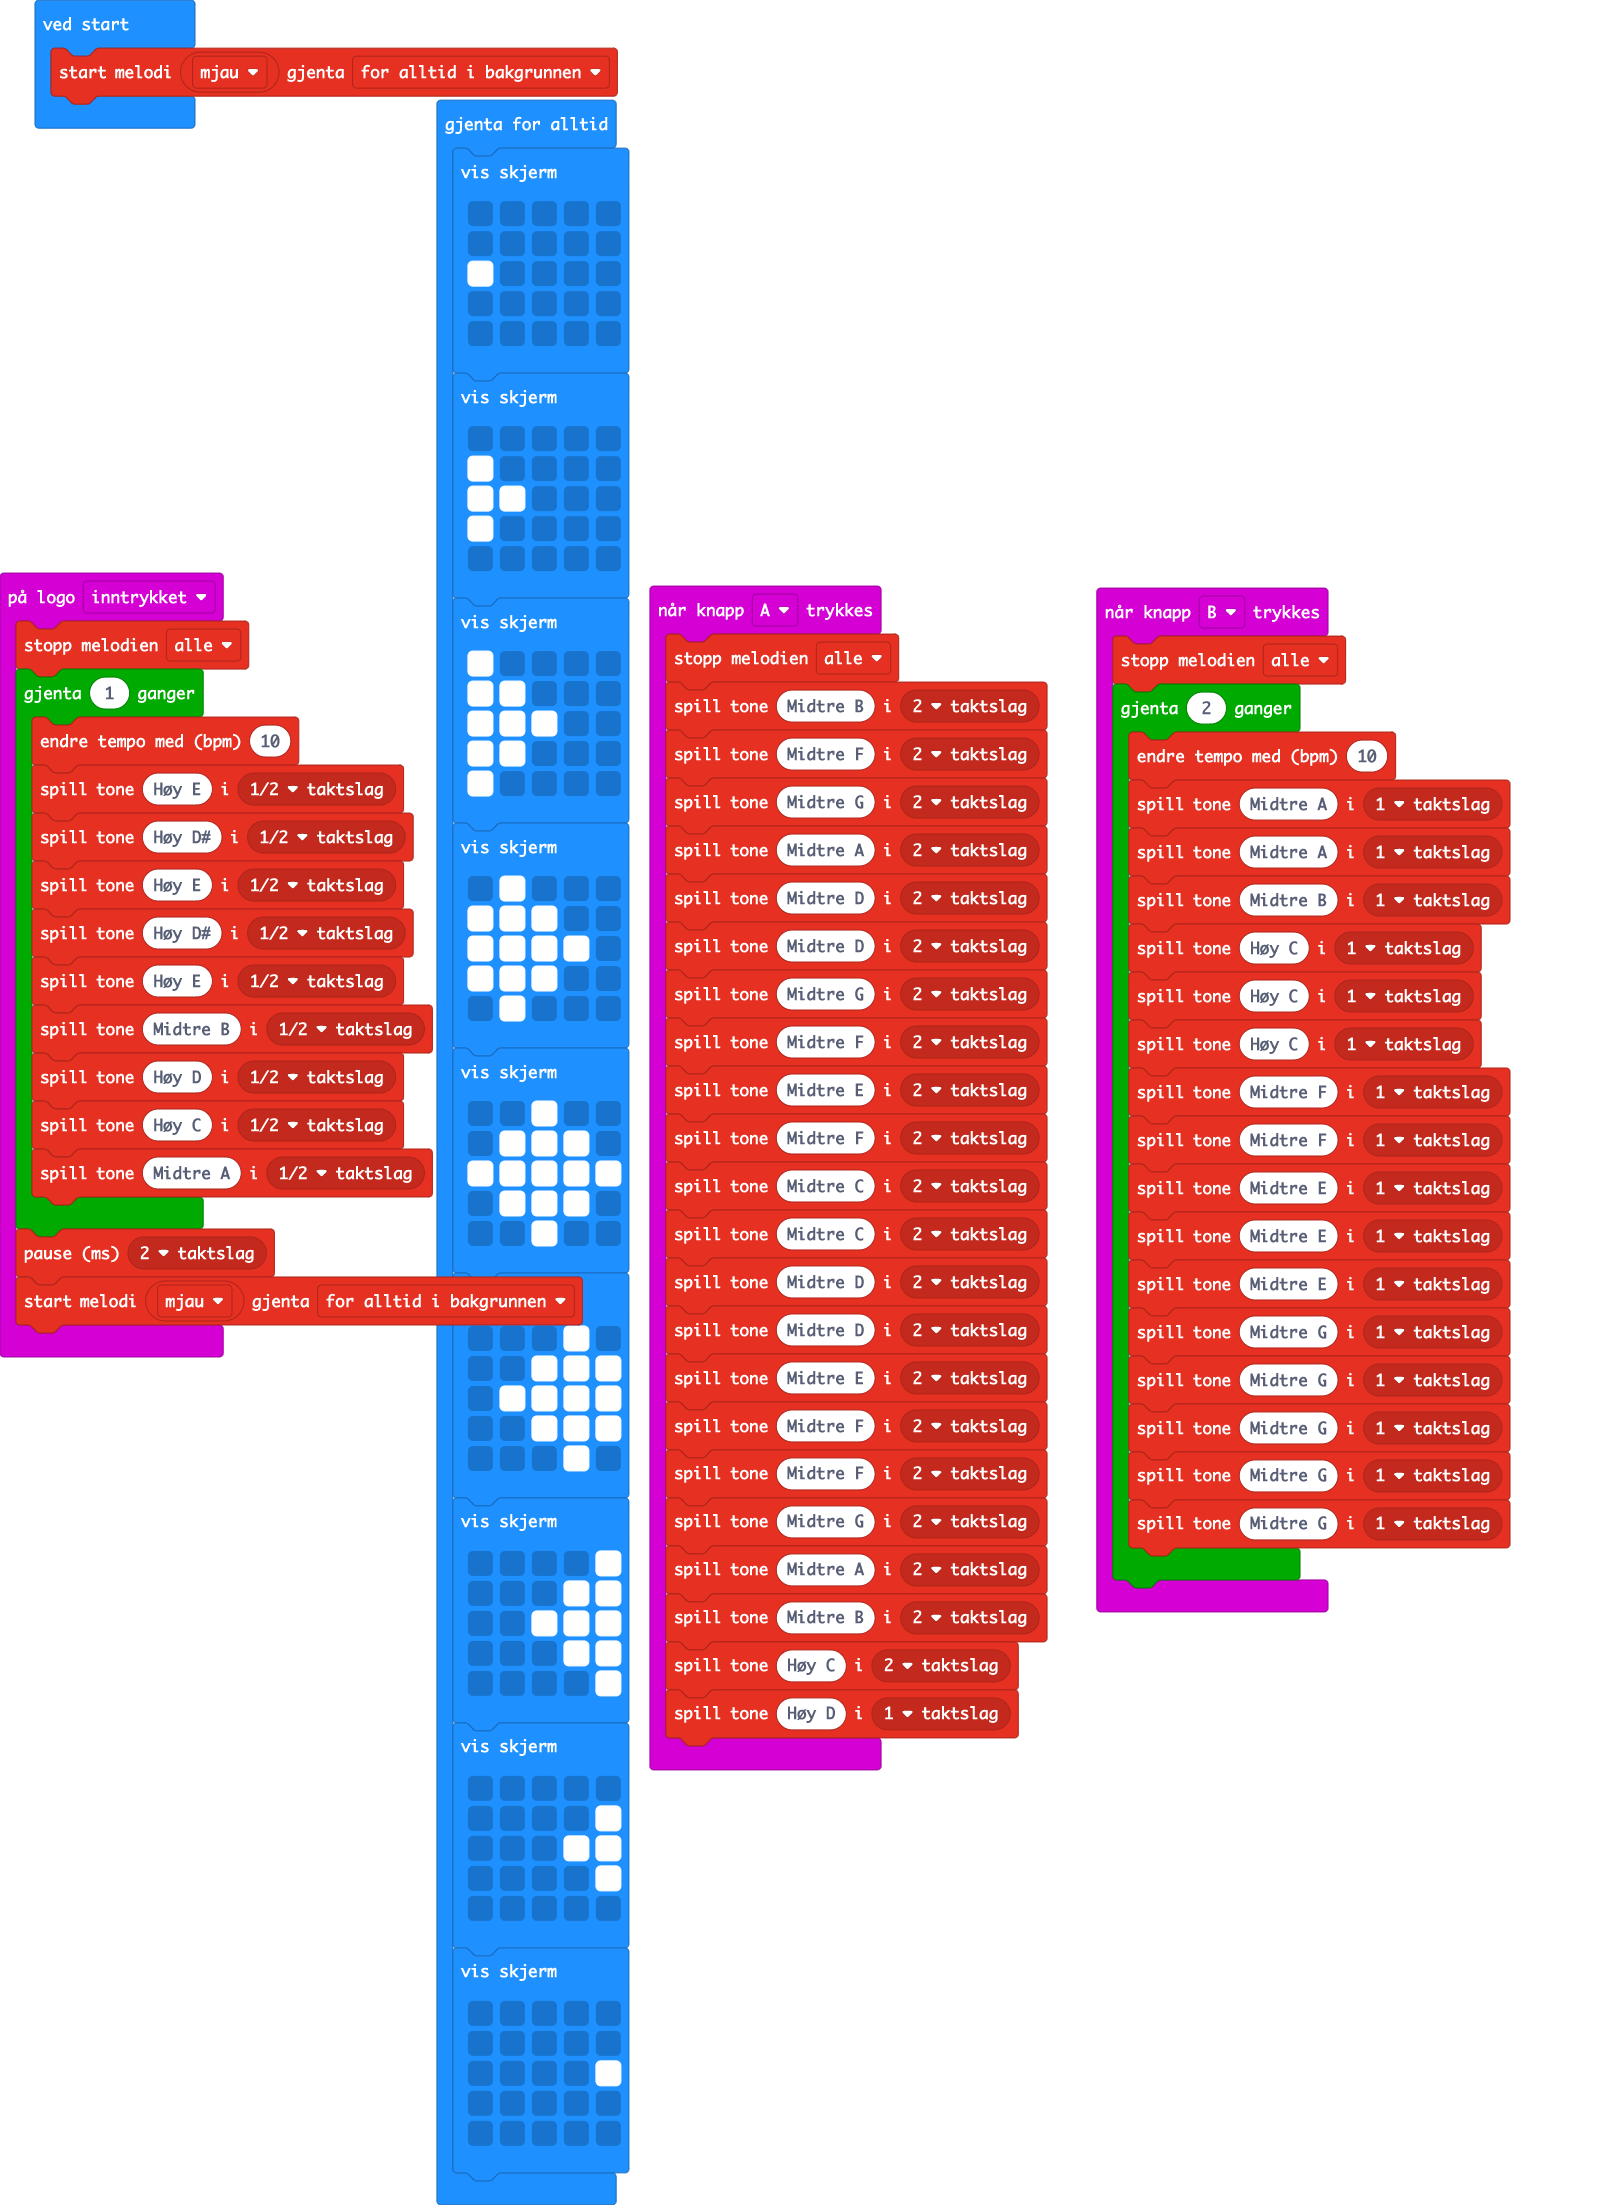 ved start
start melodi mjau gjenta for alltid i bakgrunnen
gjenta for alltid
vis skjerm
vis skjerm
vis skjerm
vis skjerm
vis skjerm
vis skjerm
vis skjerm
vis skjerm
på logo inntrykket
stopp melodien alle
gjenta 1 ganger
endre tempo med (bpm) 10
spill tone Høy E i 1/2 taktslag
spill tone Høy D# i 1/2 taktslag
spill tone Høy E i 1/2 taktslag
spill tone Høy D# i 1/2 taktslag
spill tone Høy E i 1/2 taktslag
spill tone Midtre B i 1/2 taktslag
spill tone Høy D i 1/2 taktslag
spill tone Høy C i 1/2 taktslag
spill tone Midtre A i 1/2 taktslag
pause (ms) 2 taktslag
start melodi mjau gjenta for alltid i bakgrunnen
når knapp A trykkes
stopp melodien alle
spill tone Midtre B i 2 taktslag
spill tone Midtre F i 2 taktslag
spill tone Midtre G i 2 taktslag
spill tone Midtre A i 2 taktslag
spill tone Midtre D i 2 taktslag
spill tone Midtre D i 2 taktslag
spill tone Midtre G i 2 taktslag
spill tone Midtre F i 2 taktslag
spill tone Midtre E i 2 taktslag
spill tone Midtre F i 2 taktslag
spill tone Midtre C i 2 taktslag
spill tone Midtre C i 2 taktslag
spill tone Midtre D i 2 taktslag
spill tone Midtre D i 2 taktslag
spill tone Midtre E i 2 taktslag
spill tone Midtre F i 2 taktslag
spill tone Midtre F i 2 taktslag
spill tone Midtre G i 2 taktslag
spill tone Midtre A i 2 taktslag
spill tone Midtre B i 2 taktslag
spill tone Høy C i 2 taktslag
spill tone Høy D i 1 taktslag
når knapp B trykkes
stopp melodien alle
gjenta 2 ganger
endre tempo med (bpm) 10
spill tone Midtre A i 1 taktslag
spill tone Midtre A i 1 taktslag
spill tone Midtre B i 1 taktslag
spill tone Høy C i 1 taktslag
spill tone Høy C i 1 taktslag
spill tone Høy C i 1 taktslag
spill tone Midtre F i 1 taktslag
spill tone Midtre F i 1 taktslag
spill tone Midtre E i 1 taktslag
spill tone Midtre E i 1 taktslag
spill tone Midtre E i 1 taktslag
spill tone Midtre G i 1 taktslag
spill tone Midtre G i 1 taktslag
spill tone Midtre G i 1 taktslag
spill tone Midtre G i 1 taktslag
spill tone Midtre G i 1 taktslag